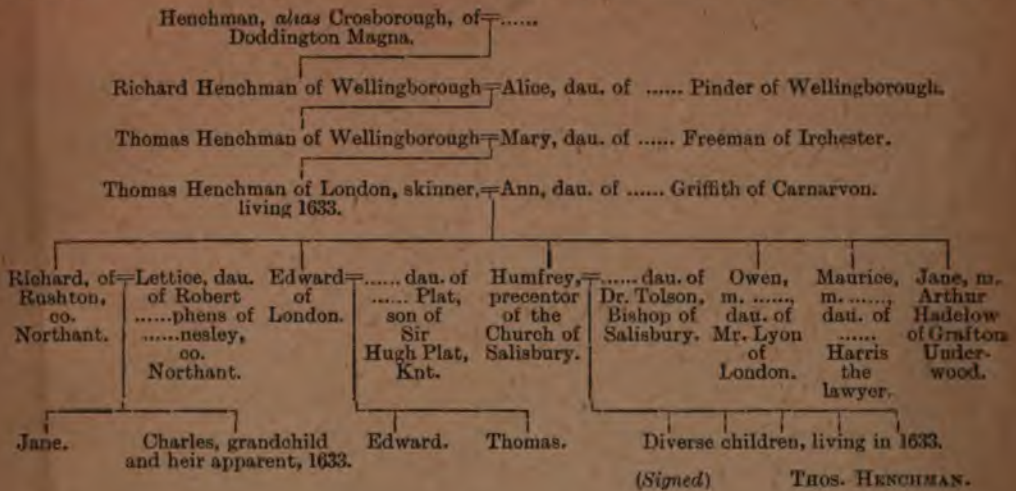 Henchman, alias Crosborough, of=......
Doddington Magna.
Richard Henchman of Wellingborough=Alice, dau. of ...... Pinder of Wellingborough.
Thomas Henchman of Wellingborough=Mary, dau. of ...... Freeman of Irchester.
Thomas Henchman of London, skinner,=Ann, dau. of ...... Griffith of Carnarvon.
living 1633.
Richard, of=Lettice, dau.
Rushton,
of Robert
co.
......phens of
Northant.
......nesley,
co.
Northant.
Edward=...... dau. of
of
...... Plat,
London.
son of
Sir
Hugh Plat,
Knt.
Humfrey,=...... dau. of
precentor
Dr. Tolson,
of the
Bishop of
Church of
Salisbury.
Salisbury.
Owen,
m. ......,
dau. of
Mr. Lyon
of
London.
Maurice,
m. ......,
dau. of
......
Harris
the
lawyer.
Jane, m.
Arthur
Hadelow
of Grafton
Under-
wood.
Jane.
Charles, grandchild
and heir apparent, 1633.
Edward.
Thomas.
Diverse children, living in 1633.
(Signed) THOS. HENCHMAN.